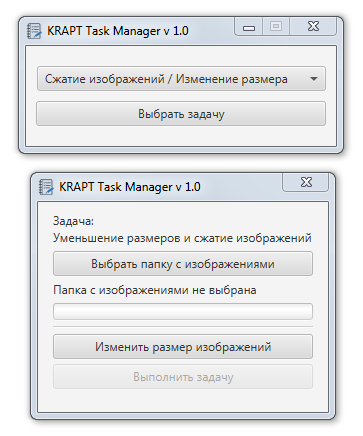 KRAPT Task Manager v 1.0
Сжатие изображений / Изменение размера
Выбрать задачу
KRAPT Task Manager v 1.0
Задача:
Уменьшение размеров и сжатие изображений
Выбрать папку с изображениями
Папка с изображениями не выбрана
Изменить размер изображений
Выполнить задачу